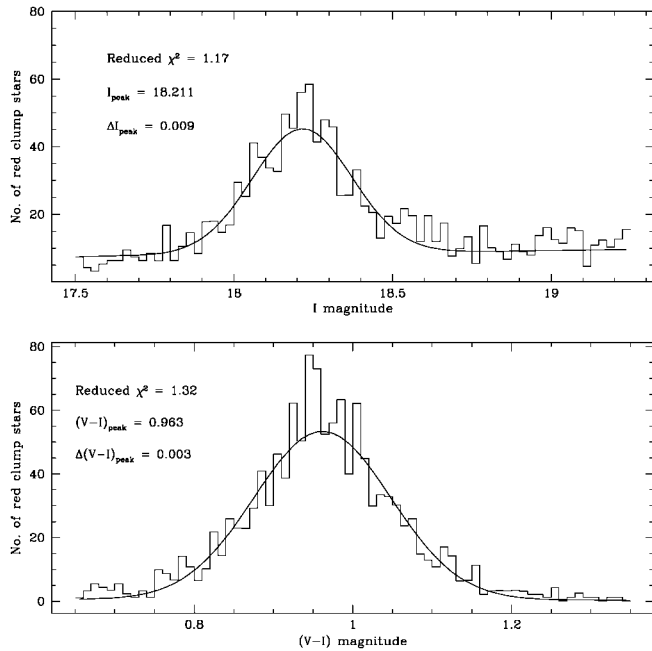 80
60
40
20
Reduced χ² = 1.17
I_peak = 18.211
ΔI_peak = 0.009
No. of red clump stars
17.5 18 18.5 19
I magnitude
80
60
40
20
0
Reduced χ² = 1.32
(V−I)_peak = 0.963
Δ(V−I)_peak = 0.003
No. of red clump stars
0.8 1 1.2
(V−I) magnitude